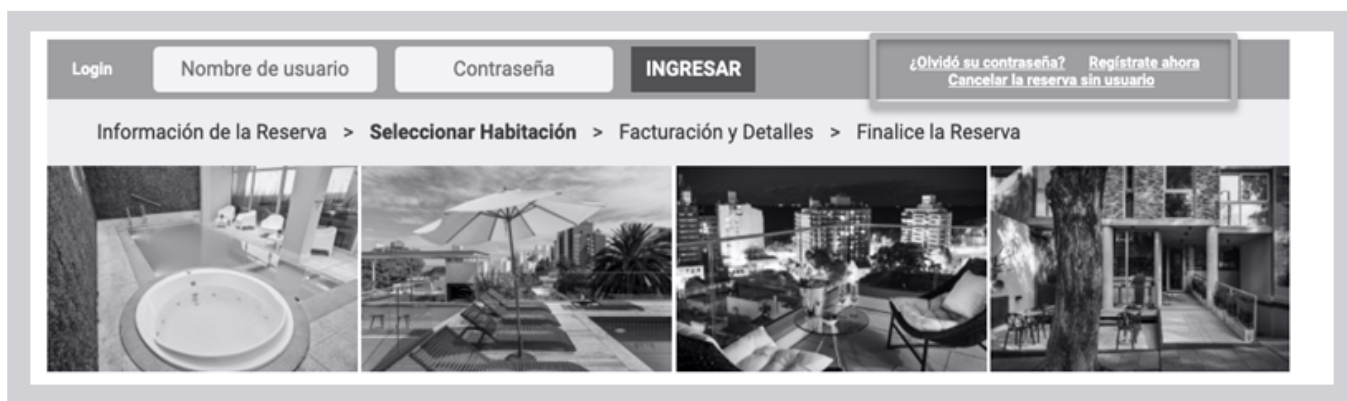 Login Nombre de usuario Contraseña INGRESAR ¿Olvidó su contraseña? Regístrate ahora
Cancelar la reserva sin usuario
Información de la Reserva > Seleccionar Habitación > Facturación y Detalles > Finalice la Reserva